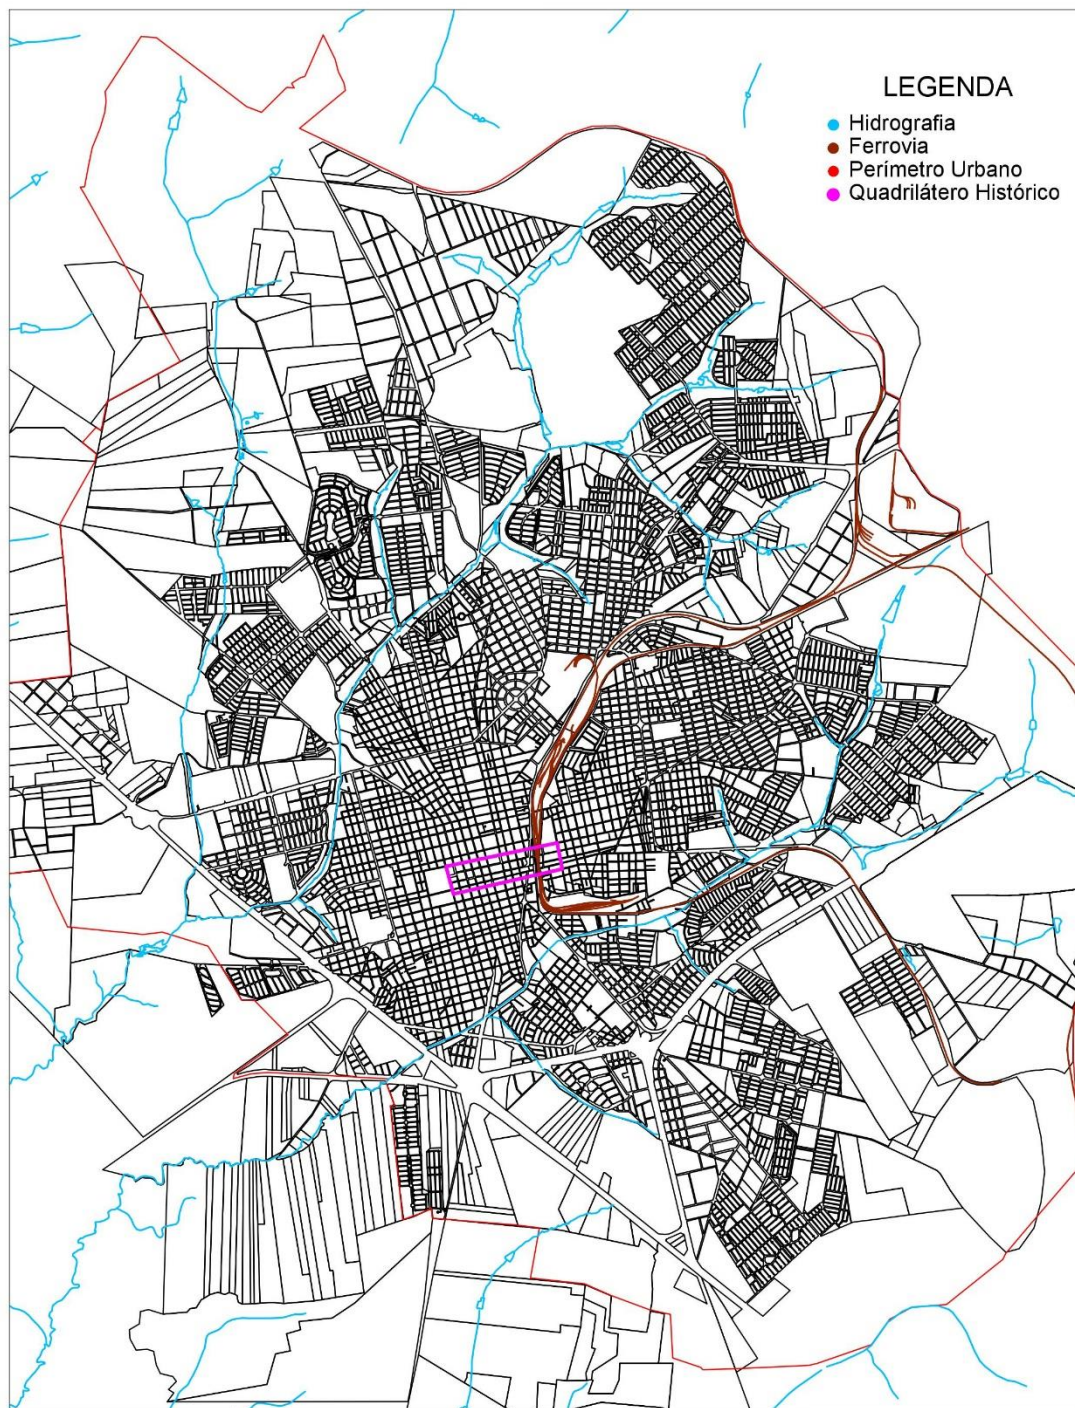 LEGENDA
Hidrografia
Ferrovia
Perímetro Urbano
Quadrilátero Histórico